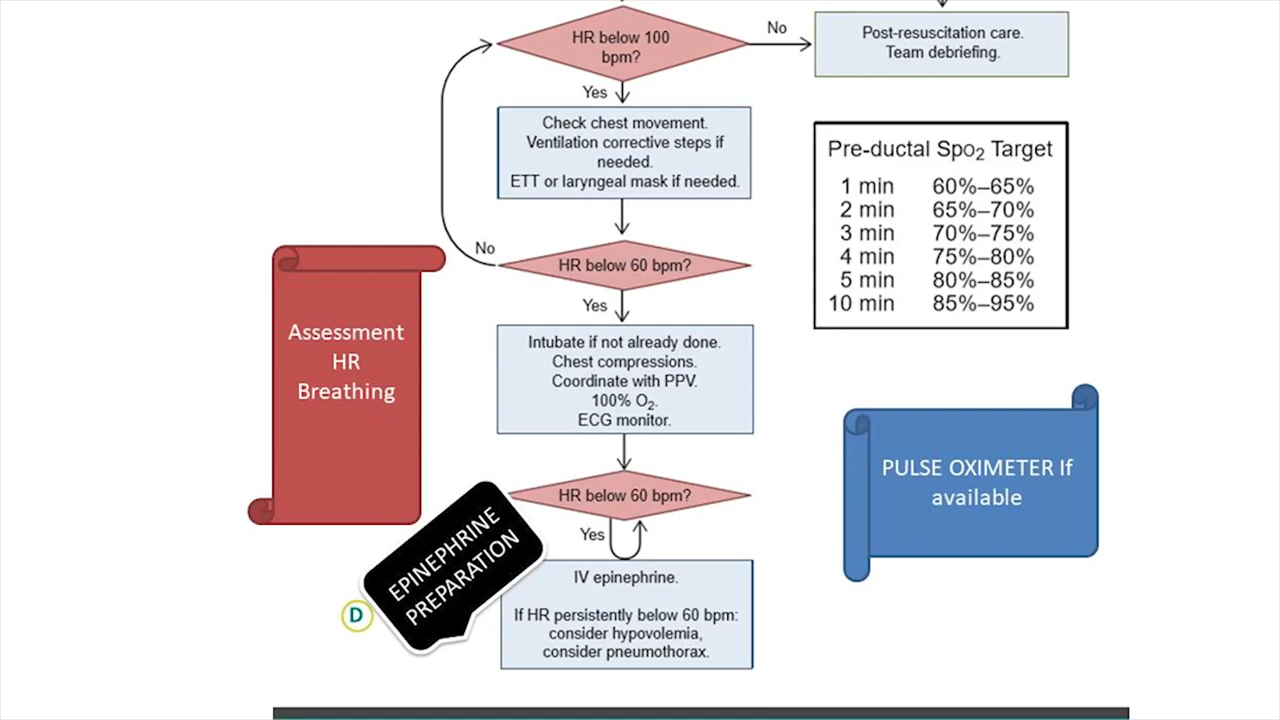 HR below 100
bpm?
No
Post-resuscitation care.
Team debriefing.
Yes
Check chest movement.
Ventilation corrective steps if
needed.
ETT or laryngeal mask if needed.
Pre-ductal Spo2 Target
1 min 60%–65%
2 min 65%–70%
3 min 70%–75%
4 min 75%–80%
5 min 80%–85%
10 min 85%–95%
No
HR below 60 bpm?
Yes
Assessment
HR
Breathing
Intubate if not already done.
Chest compressions.
Coordinate with PPV.
100% O2.
ECG monitor.
PULSE OXIMETER If
available
HR below 60 bpm?
Yes
EPINEPHRINE
PREPARATION
D
IV epinephrine.
If HR persistently below 60 bpm:
consider hypovolemia,
consider pneumothorax.